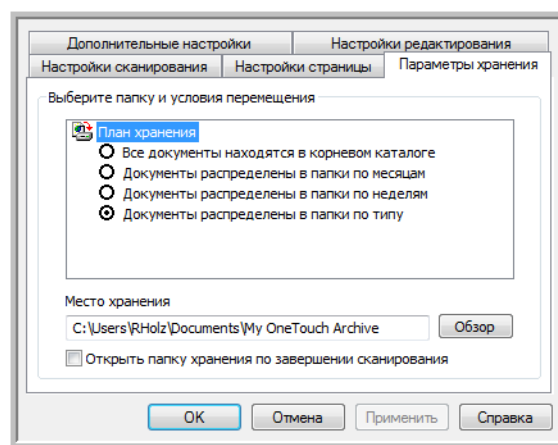 Дополнительные настройки
Настройки редактирования
Настройки сканирования
Настройки страницы
Параметры хранения
Выберите папку и условия перемещения
План хранения
Все документы находятся в корневом каталоге
Документы распределены в папки по месяцам
Документы распределены в папки по неделям
Документы распределены в папки по типу
Место хранения
C:\Users\RHolz\Documents\My OneTouch Archive
Обзор
Открыть папку хранения по завершении сканирования
OK
Отмена
Применить
Справка